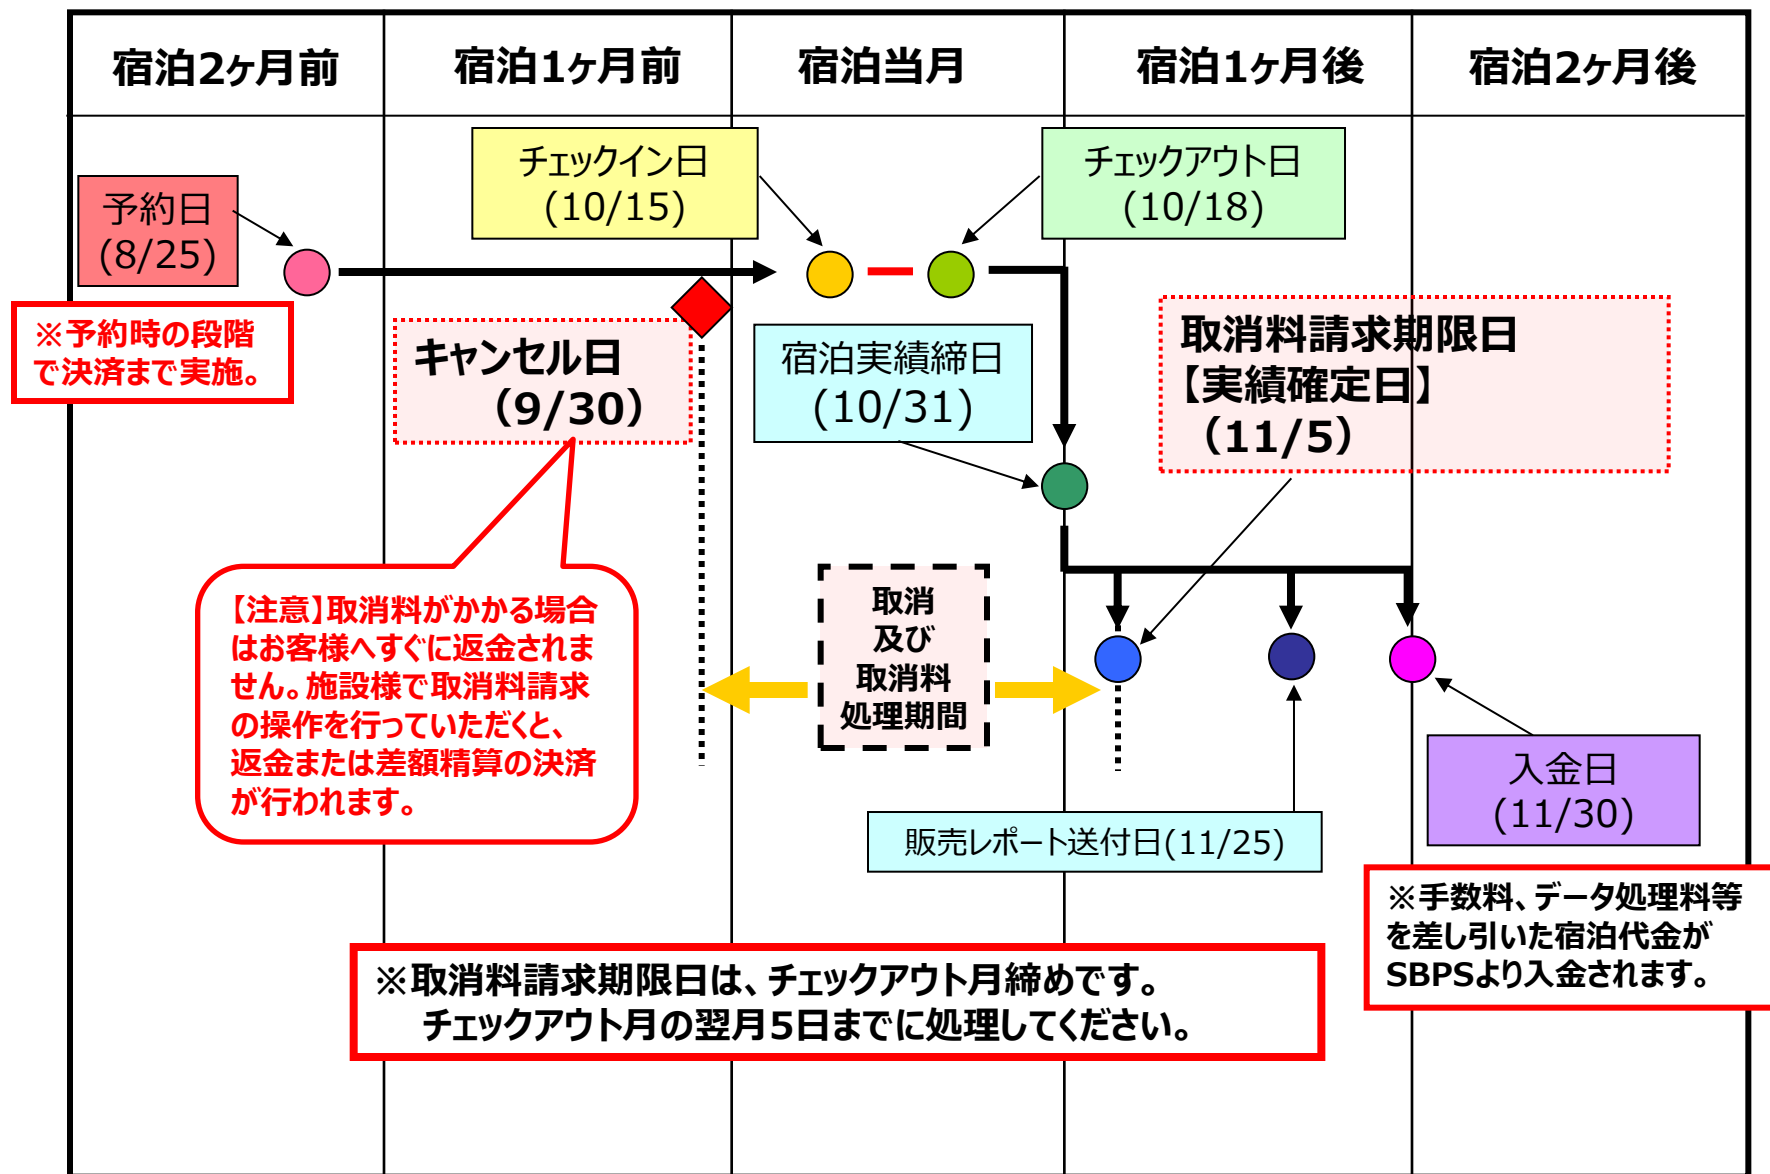 宿泊2ヶ月前
宿泊1ヶ月前
宿泊当月
宿泊1ヶ月後
宿泊2ヶ月後
予約日
(8/25)
※予約時の段階
で決済まで実施。
チェックイン日
(10/15)
チェックアウト日
(10/18)
キャンセル日
（9/30）
宿泊実績締日
(10/31)
取消料請求期限日
【実績確定日】
（11/5）
【注意】取消料がかかる場合
はお客様へすぐに返金されま
せん。施設様で取消料請求
の操作を行っていただくと、
返金または差額精算の決済
が行われます。
取消
及び
取消料
処理期間
販売レポート送付日(11/25)
入金日
(11/30)
※手数料、データ処理料等
を差し引いた宿泊代金が
SBPSより入金されます。
※取消料請求期限日は、チェックアウト月締めです。
チェックアウト月の翌月5日までに処理してください。